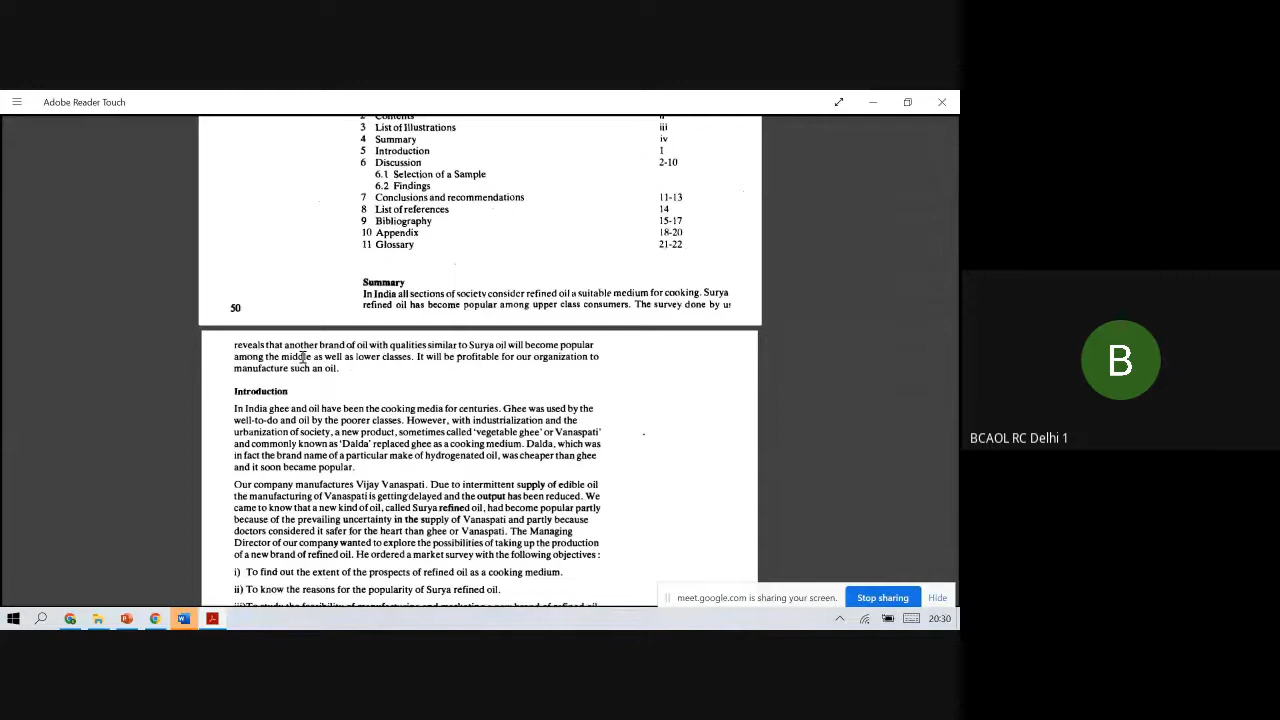 Adobe Reader Touch
2 Contents ii
3 List of Illustrations iii
4 Summary iv
5 Introduction 1
6 Discussion 2-10
6.1 Selection of a Sample
6.2 Findings
7 Conclusions and recommendations 11-13
8 List of references 14
9 Bibliography 15-17
10 Appendix 18-20
11 Glossary 21-22
Summary
In India all sections of society consider refined oil a suitable medium for cooking. Surya
refined oil has become popular among upper class consumers. The survey done by us
50
reveals that another brand of oil with qualities similar to Surya oil will become popular
among the middle as well as lower classes. It will be profitable for our organization to
manufacture such an oil.
Introduction
In India ghee and oil have been the cooking media for centuries. Ghee was used by the
well-to-do and oil by the poorer classes. However, with industrialization and the
urbanization of society, a new product, sometimes called 'vegetable ghee' or Vanaspati'
and commonly known as 'Dalda' replaced ghee as a cooking medium. Dalda, which was
in fact the brand name of a particular make of hydrogenated oil, was cheaper than ghee
and it soon became popular.
Our company manufactures Vijay Vanaspati. Due to intermittent supply of edible oil
the manufacturing of Vanaspati is getting delayed and the output has been reduced. We
came to know that a new kind of oil, called Surya refined oil, had become popular partly
because of the prevailing uncertainty in the supply of Vanaspati and partly because
doctors considered it safer for the heart than ghee or Vanaspati. The Managing
Director of our company wanted to explore the possibilities of taking up the production
of a new brand of refined oil. He ordered a market survey with the following objectives :
i) To find out the extent of the prospects of refined oil as a cooking medium.
ii) To know the reasons for the popularity of Surya refined oil.
iii) To study the feasibility of manufacturing and marketing a new brand of refined oil
meet.google.com is sharing your screen.
Stop sharing
Hide
20:30
B
BCAOL RC Delhi 1